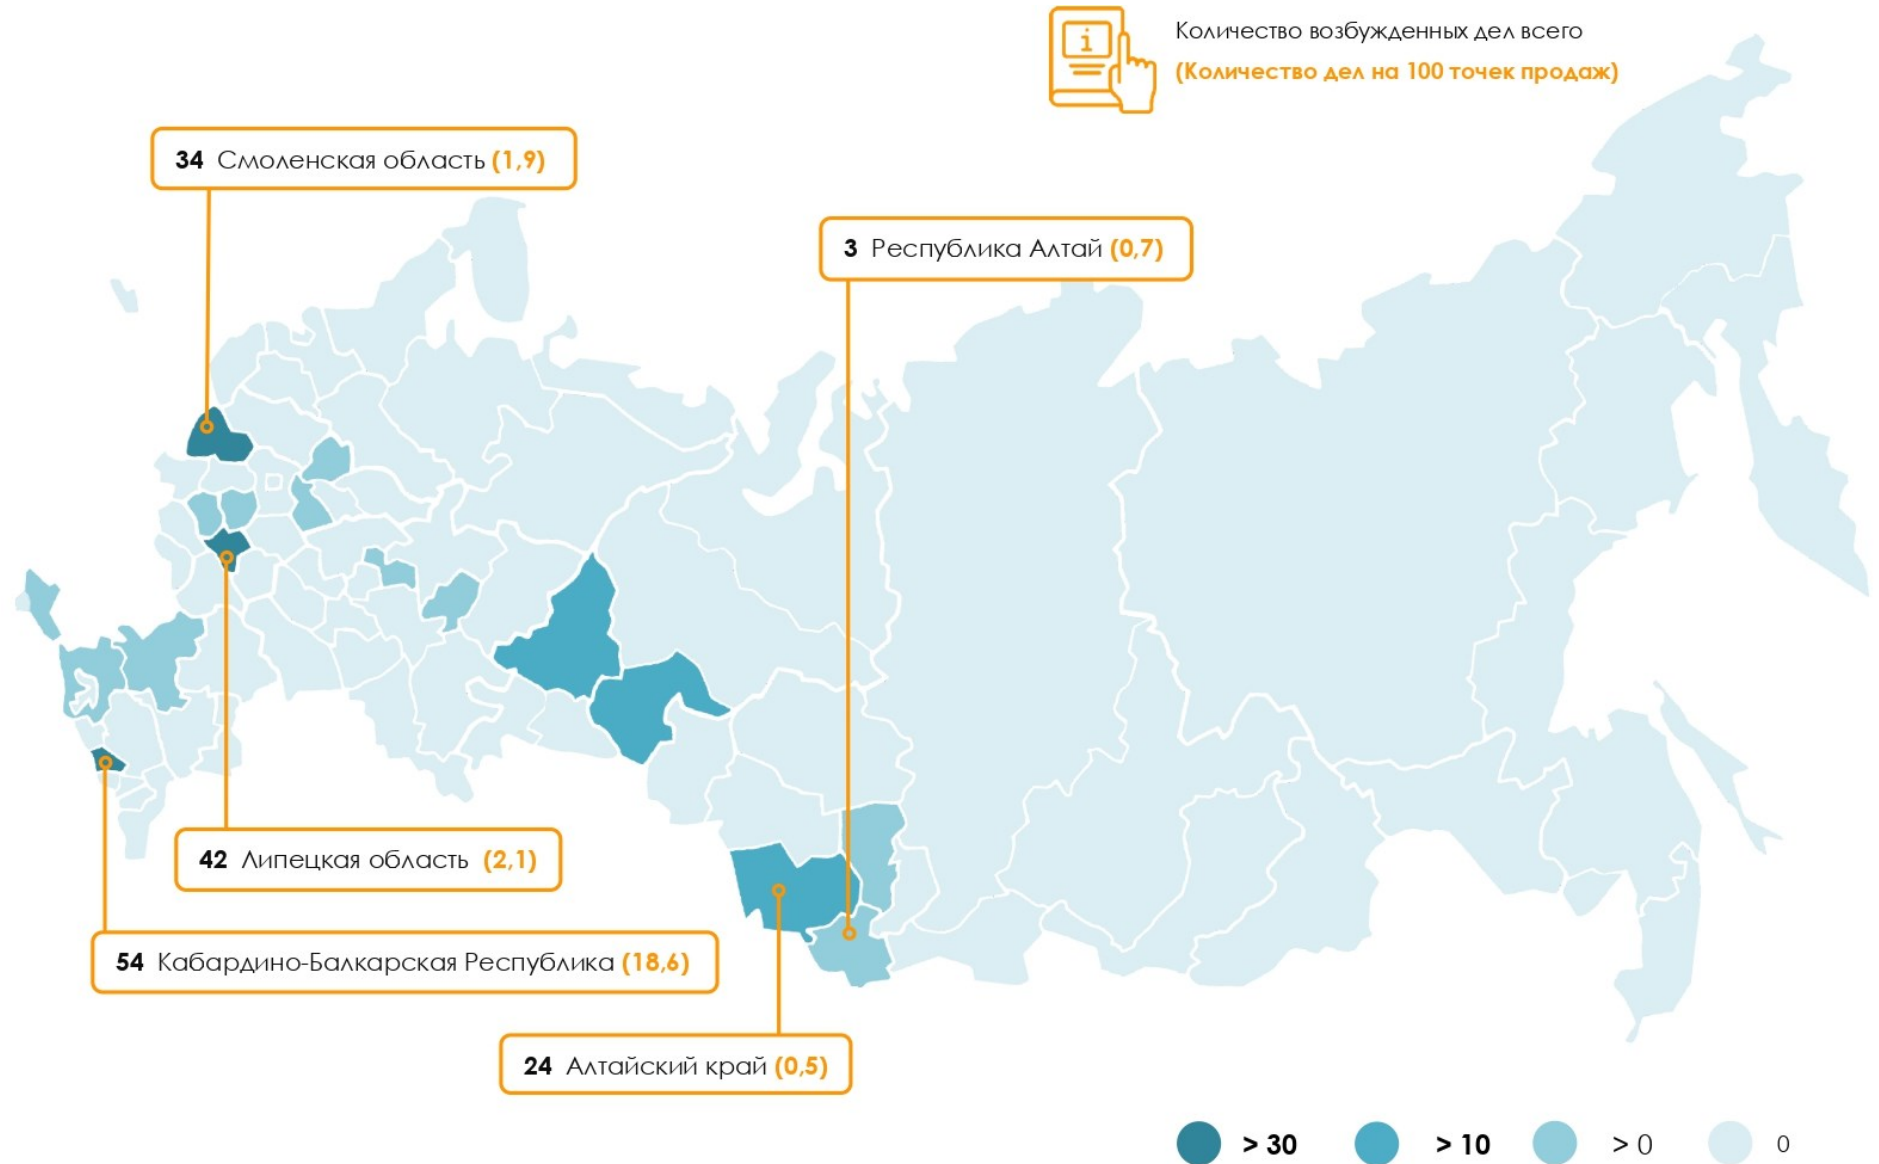 Количество возбужденных дел всего
(Количество дел на 100 точек продаж)
34 Смоленская область (1,9)
3 Республика Алтай (0,7)
42 Липецкая область (2,1)
54 Кабардино-Балкарская Республика (18,6)
24 Алтайский край (0,5)
> 30 > 10 > 0 0